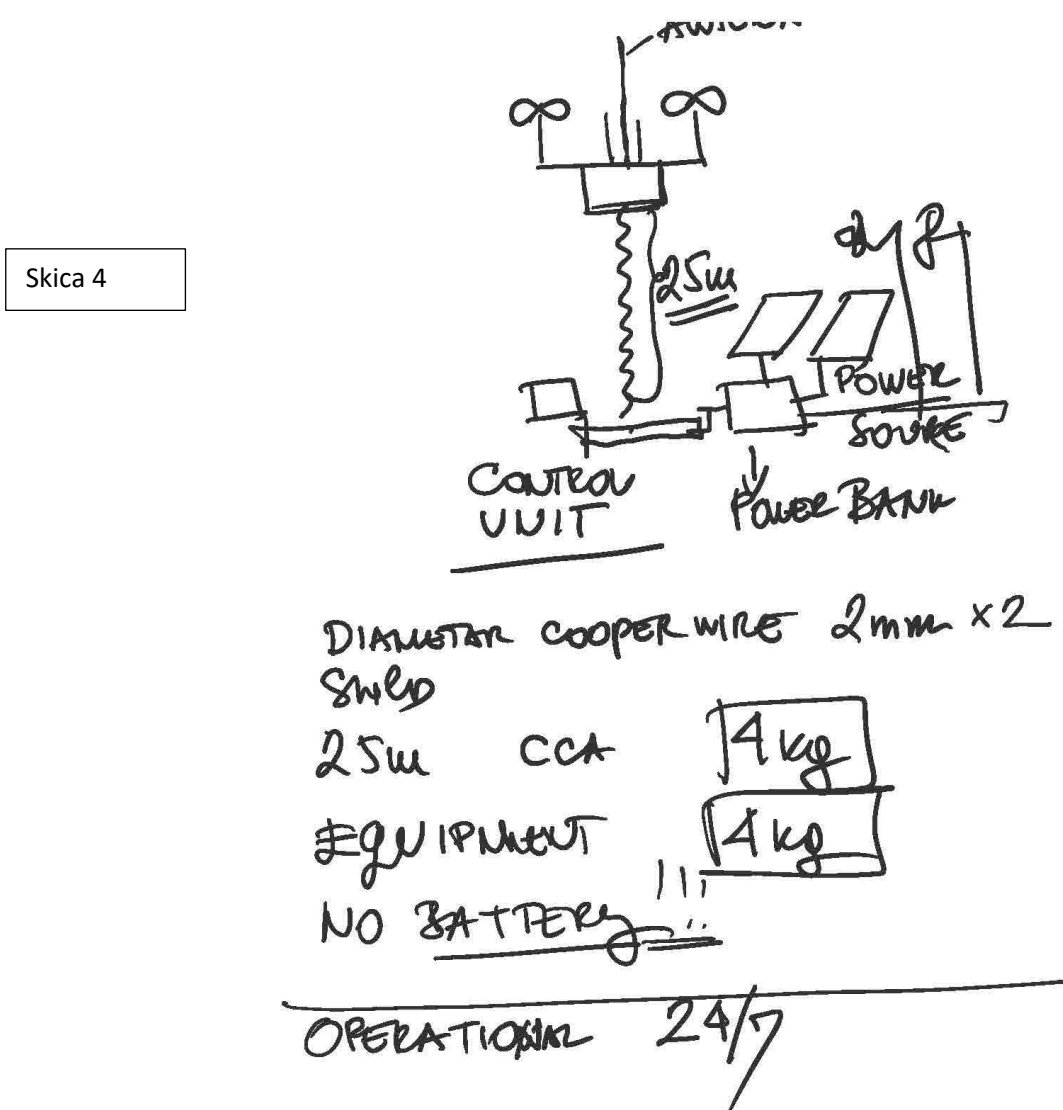 Skica 4
25m
POWER
SOURCE
CONTROL
UNIT
POWER BANK
DIAMETAR COOPER WIRE 2mm x2
25m CCA 4kg
EQUIPMENT 4kg
NO BATTERY !!!
OPERATIONAL 24/7